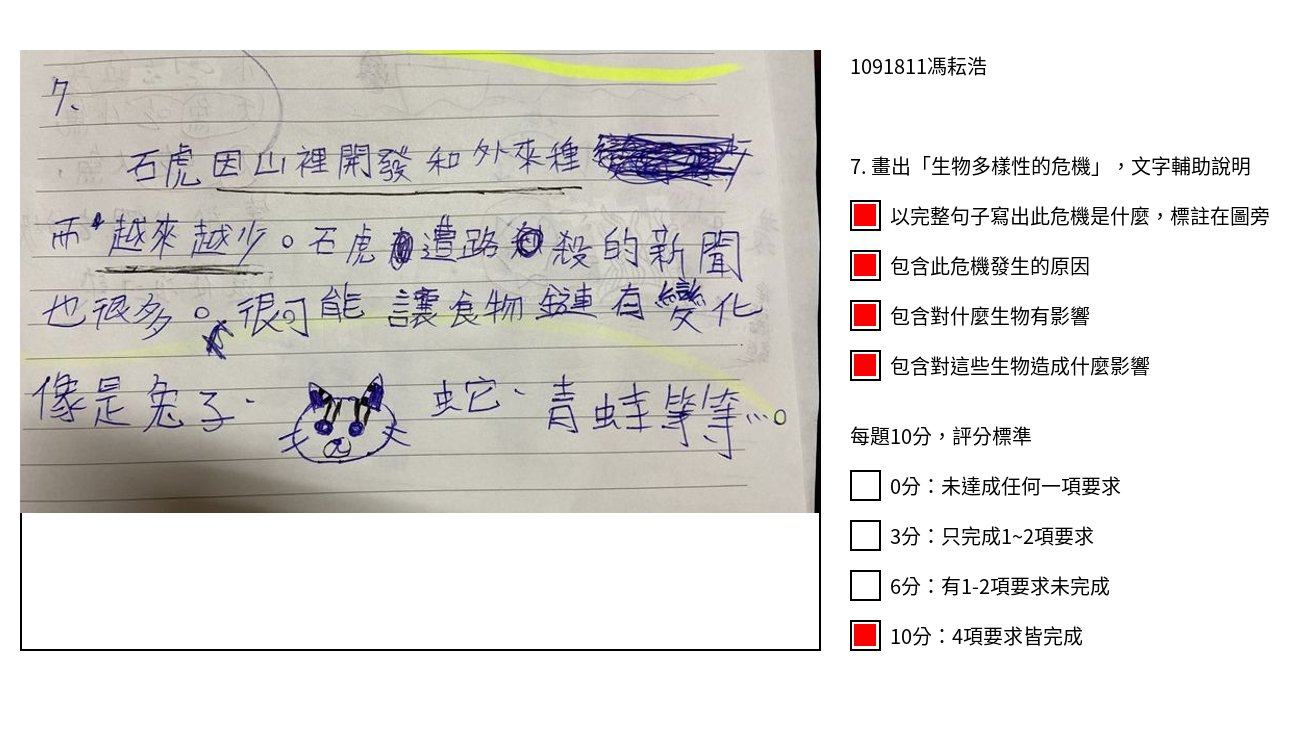 7、
石虎因山裡開發和外來種
而越來越少。石虎遭路殺的新聞
也很多。很可能讓食物鏈有變化
像是兔子、蛇、青蛙等等…。
1091811馮耘浩
7. 畫出「生物多樣性的危機」，文字輔助說明
以完整句子寫出此危機是什麼，標註在圖旁
包含此危機發生的原因
包含對什麼生物有影響
包含對這些生物造成什麼影響
每題10分，評分標準
0分：未達成任何一項要求
3分：只完成1~2項要求
6分：有1-2項要求未完成
10分：4項要求皆完成